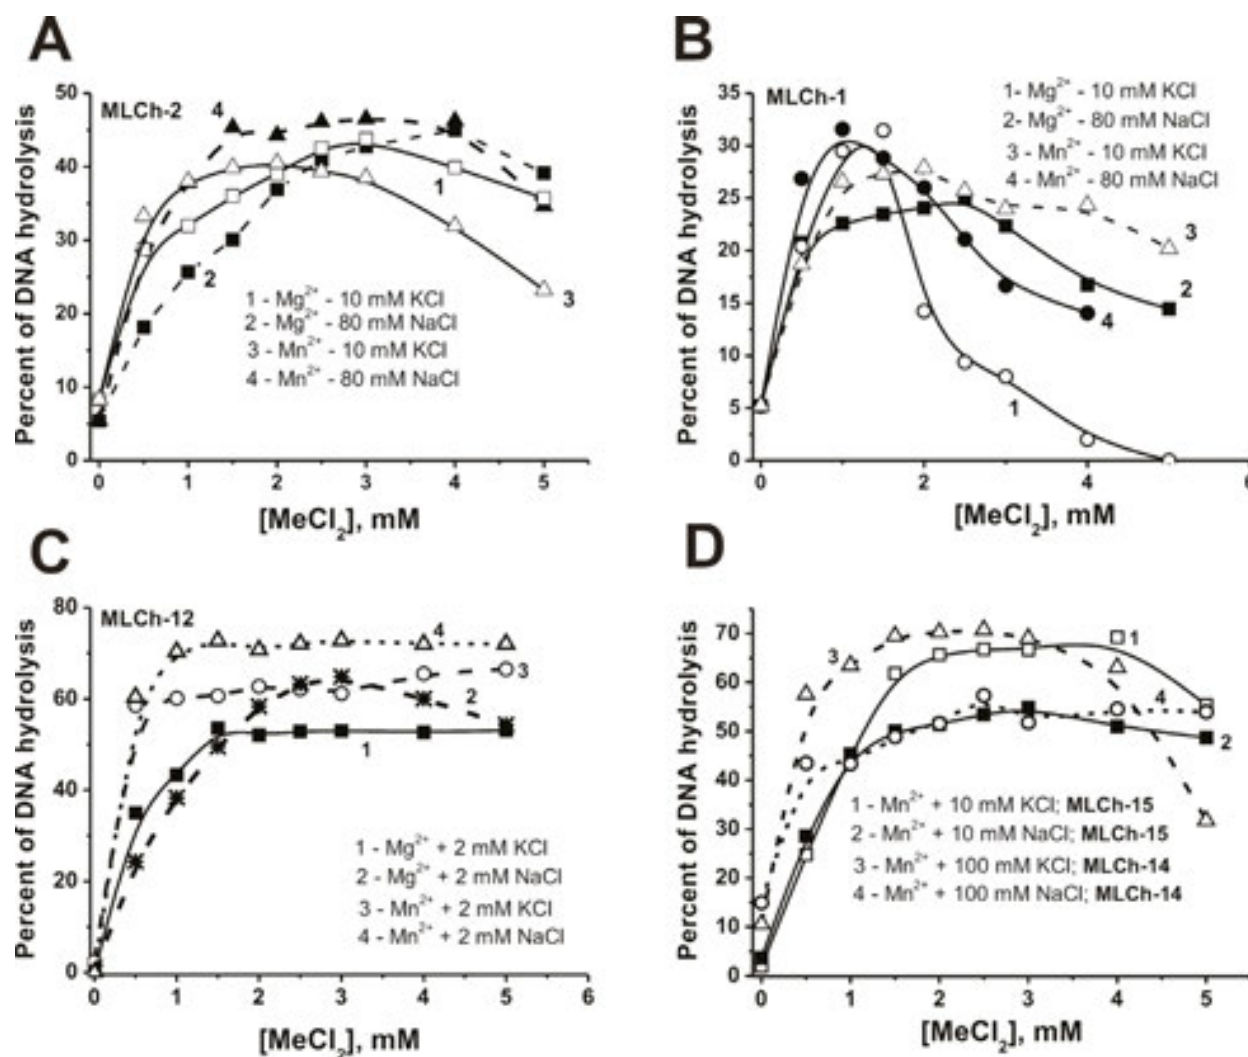 A
MLCh-2
50
40
30
20
10
0
Percent of DNA hydrolysis
4
1
2
3
1 - Mg²⁺ - 10 mM KCl
2 - Mg²⁺ - 80 mM NaCl
3 - Mn²⁺ - 10 mM KCl
4 - Mn²⁺ - 80 mM NaCl
0 1 2 3 4 5
[MeCl₂], mM
B
MLCh-1
35
30
25
20
15
10
5
0
Percent of DNA hydrolysis
1- Mg²⁺ - 10 mM KCl
2- Mg²⁺ - 80 mM NaCl
3 - Mn²⁺ - 10 mM KCl
4 - Mn²⁺ - 80 mM NaCl
3
2
4
1
0 2 4 6
[MeCl₂], mM
C
MLCh-12
80
60
40
20
0
Percent of DNA hydrolysis
4
3
2
1
1 - Mg²⁺ + 2 mM KCl
2 - Mg²⁺ + 2 mM NaCl
3 - Mn²⁺ + 2 mM KCl
4 - Mn²⁺ + 2 mM NaCl
0 1 2 3 4 5 6
[MeCl₂], mM
D
70
60
50
40
30
20
10
0
Percent of DNA hydrolysis
1
3
4
2
1 - Mn²⁺ + 10 mM KCl; MLCh-15
2 - Mn²⁺ + 10 mM NaCl; MLCh-15
3 - Mn²⁺ + 100 mM KCl; MLCh-14
4 - Mn²⁺ + 100 mM NaCl; MLCh-14
0 1 2 3 4 5
[MeCl₂], mM